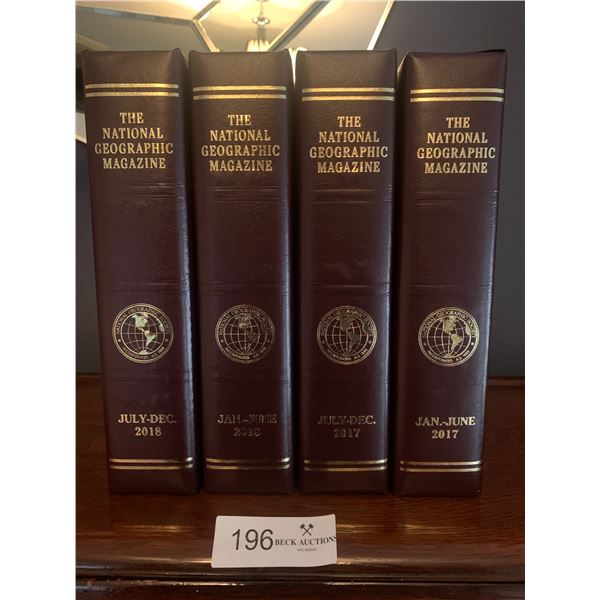 THE
NATIONAL
GEOGRAPHIC
MAGAZINE
JULY-DEC.
2018
THE
NATIONAL
GEOGRAPHIC
MAGAZINE
JAN.-JUNE
2018
THE
NATIONAL
GEOGRAPHIC
MAGAZINE
JULY-DEC.
2017
THE
NATIONAL
GEOGRAPHIC
MAGAZINE
JAN.-JUNE
2017
196
BECK AUCTIONS